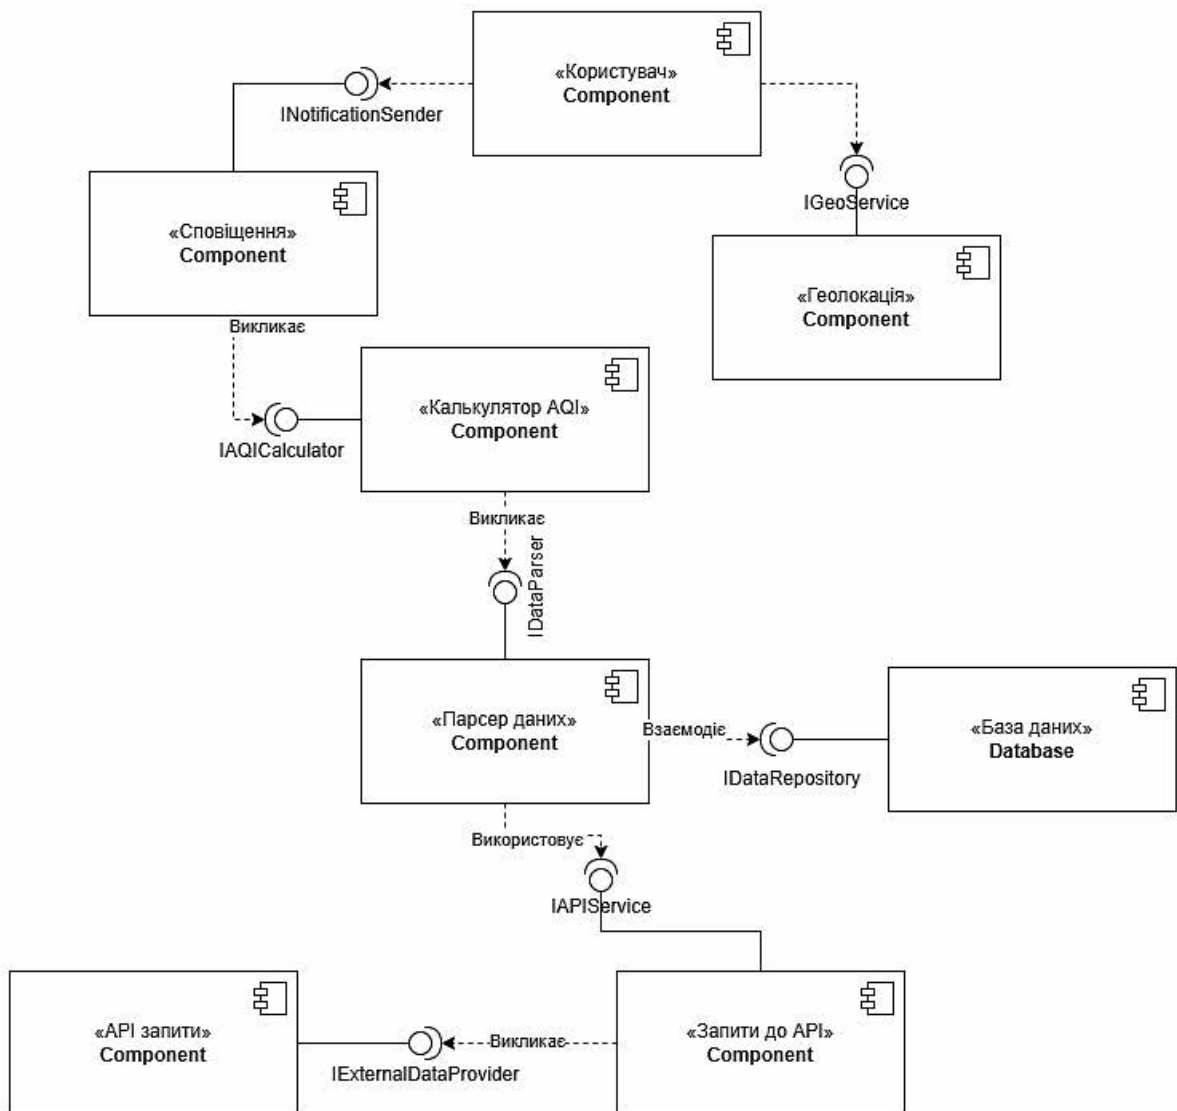 «Користувач»
Component
INotificationSender
IGeoService
«Сповіщення»
Component
«Геолокація»
Component
Викликає
«Калькулятор AQI»
Component
IAQICalculator
Викликає
IDataParser
«Парсер даних»
Component
Взаємодіє
«База даних»
Database
IDataRepository
Використовує
IAPIService
«API запити»
Component
Викликає
«Запити до API»
Component
IExternalDataProvider